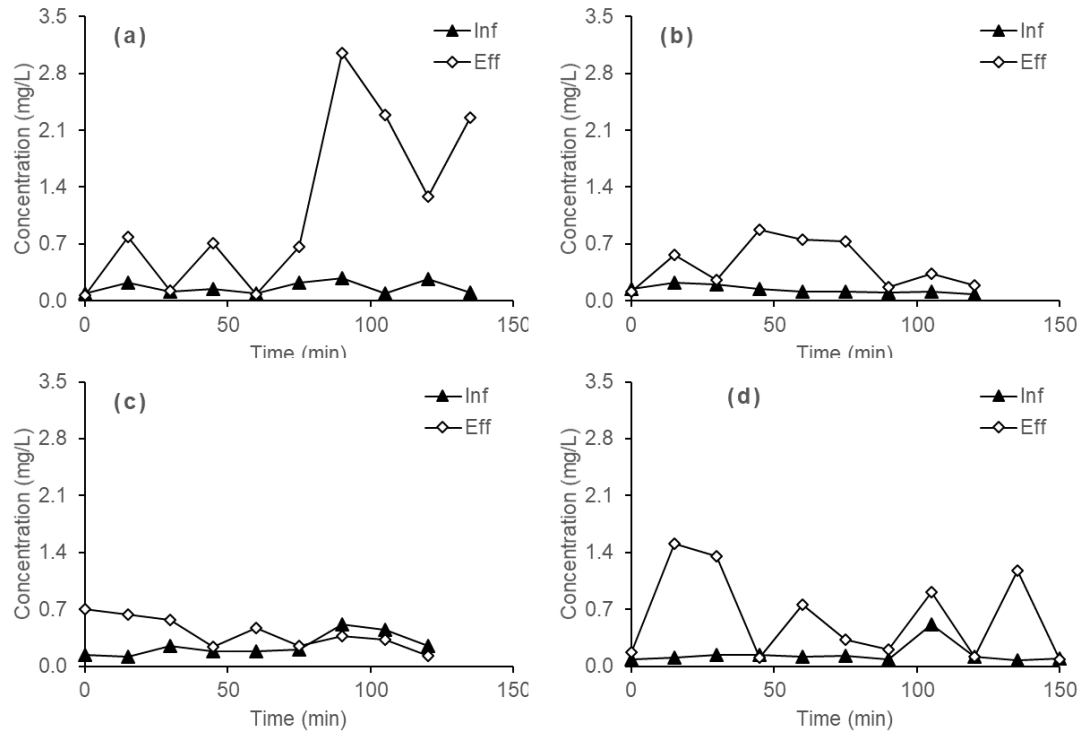 (a)
Inf
Eff
Concentration (mg/L)
3.5
2.8
2.1
1.4
0.7
0.0
0
50
100
150
Time (min)
(b)
Inf
Eff
Concentration (mg/L)
3.5
2.8
2.1
1.4
0.7
0.0
0
50
100
150
Time (min)
(c)
Inf
Eff
Concentration (mg/L)
3.5
2.8
2.1
1.4
0.7
0.0
0
50
100
150
Time (min)
(d)
Inf
Eff
Concentration (mg/L)
3.5
2.8
2.1
1.4
0.7
0.0
0
50
100
150
Time (min)